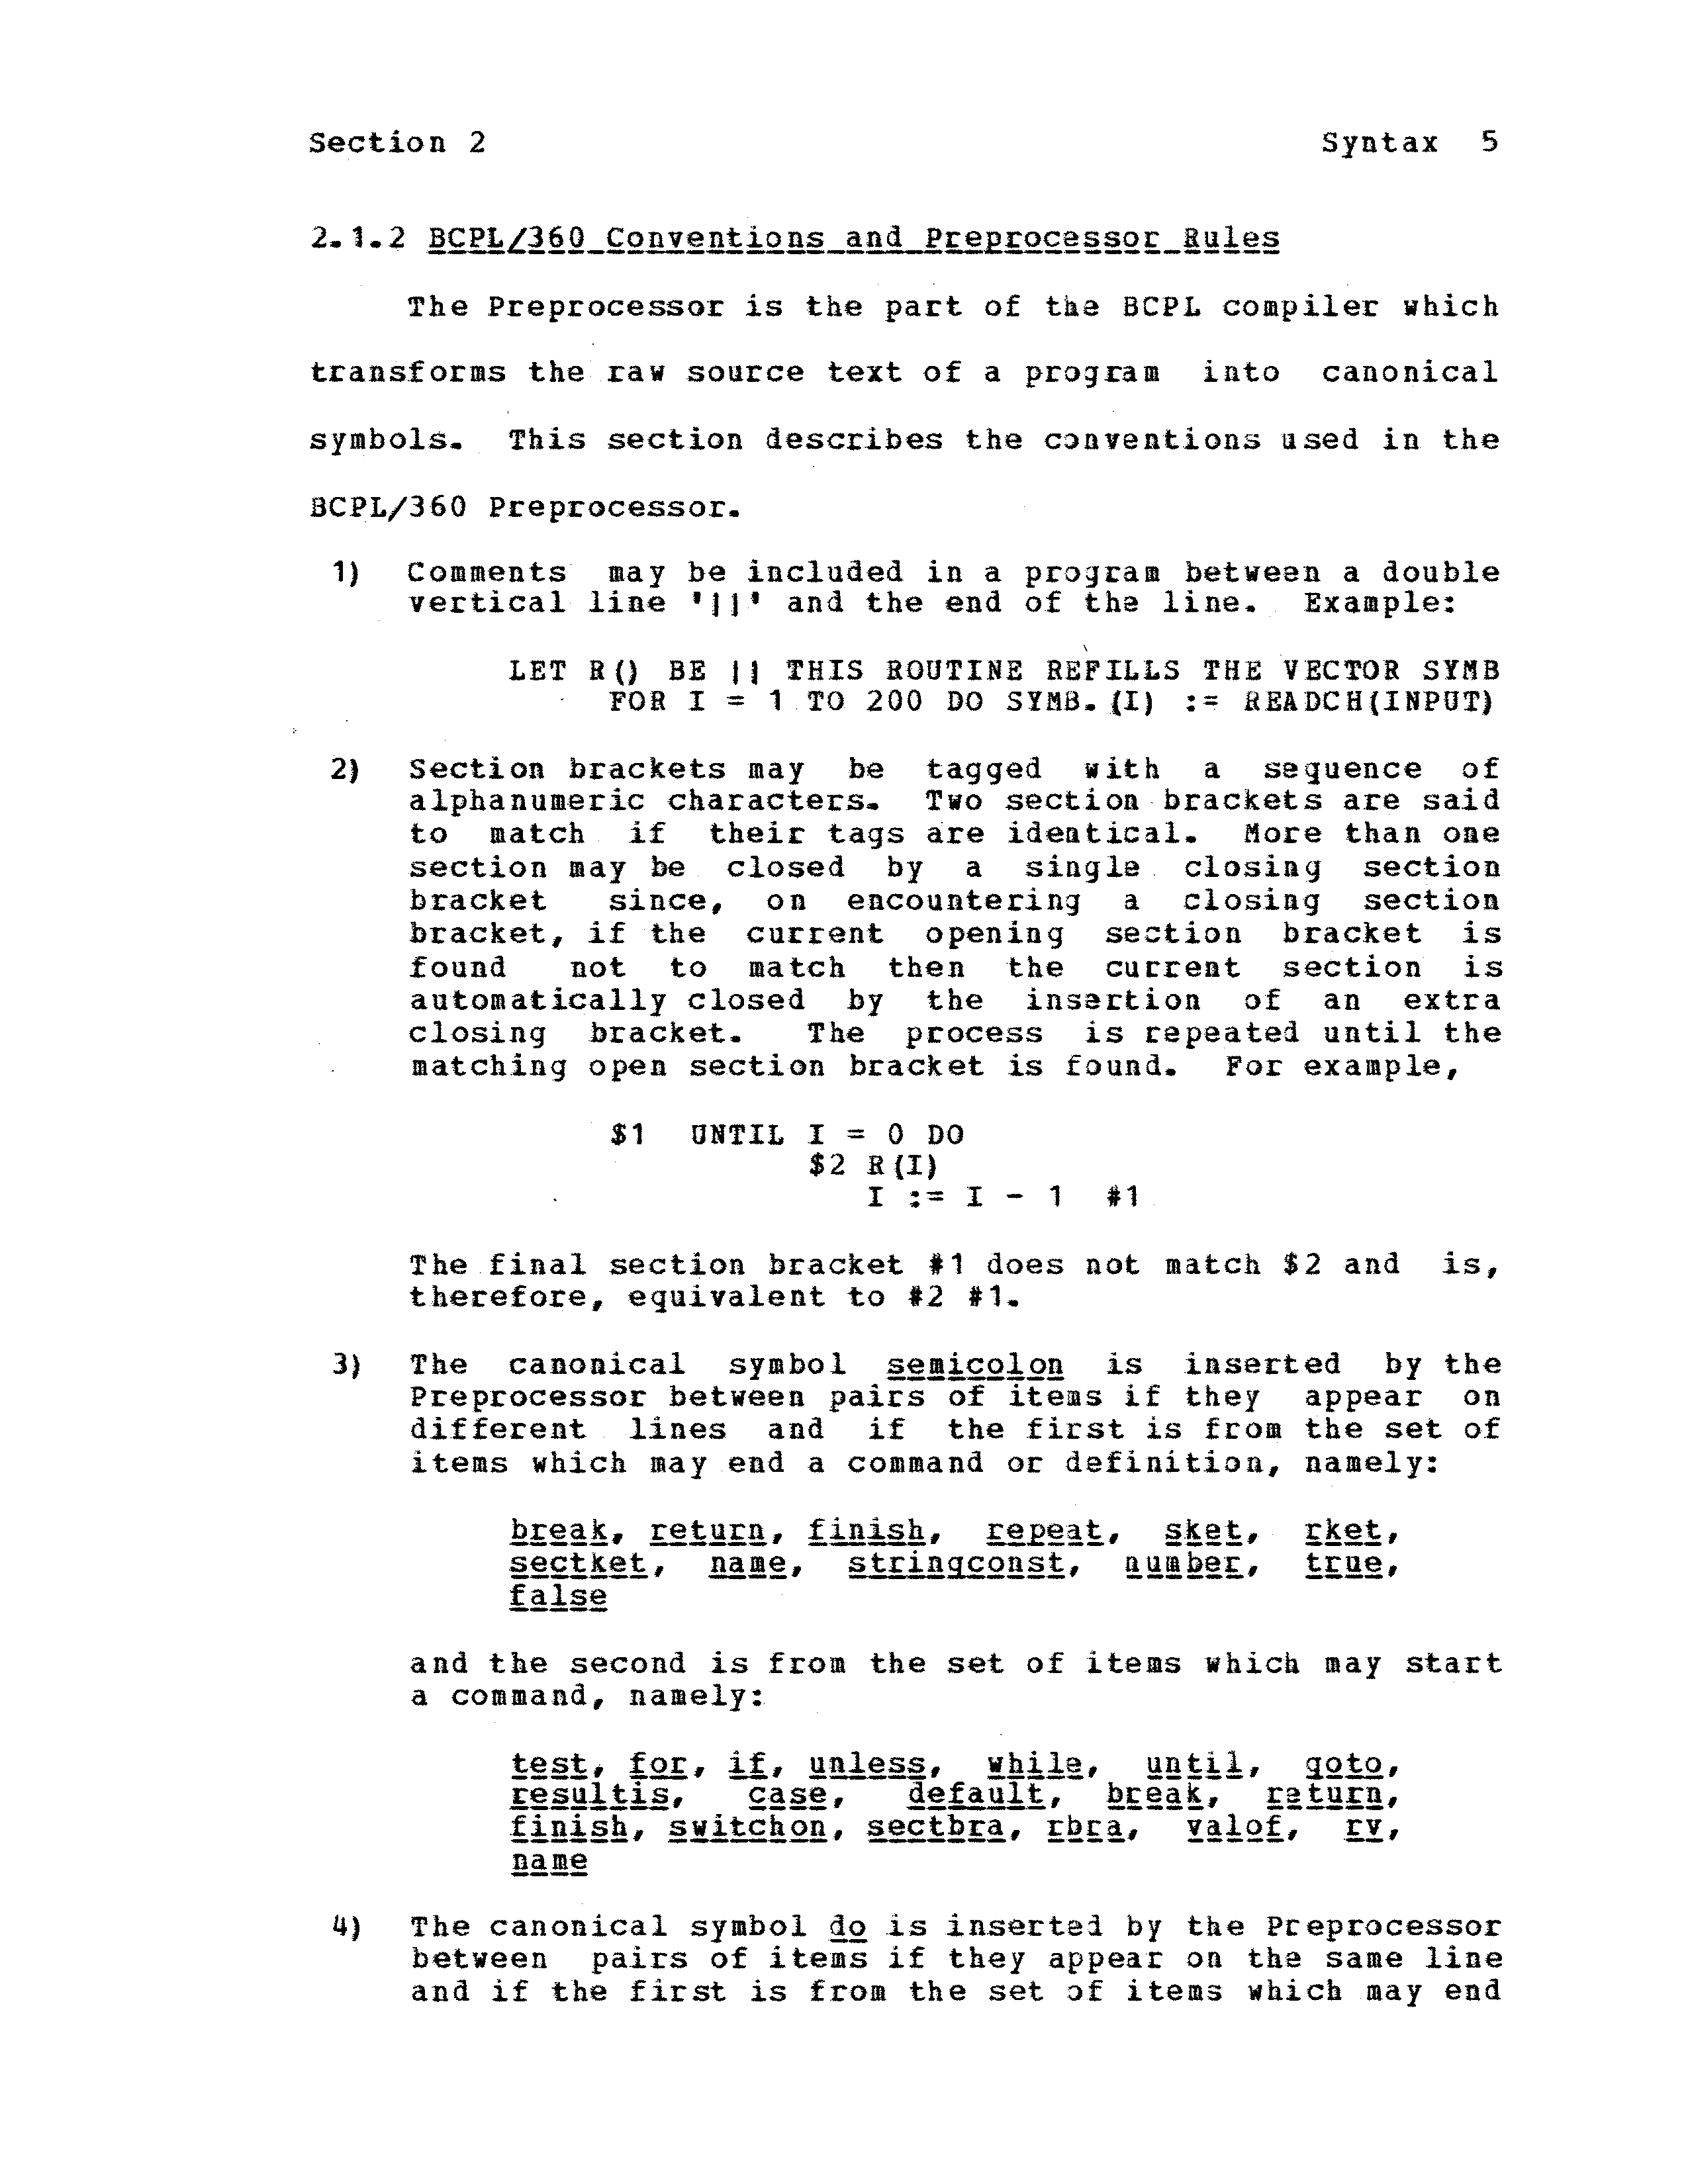 Section 2 Syntax 5
2.1.2 BCPL/360 Conventions and Preprocessor Rules
The Preprocessor is the part of the BCPL compiler which
transforms the raw source text of a program into canonical
symbols. This section describes the conventions used in the
BCPL/360 Preprocessor.
1) Comments may be included in a program between a double
vertical line '||' and the end of the line. Example:
LET R() BE || THIS ROUTINE REFILLS THE VECTOR SYMB
FOR I = 1 TO 200 DO SYMB.(I) := READCH(INPUT)
2) Section brackets may be tagged with a sequence of
alphanumeric characters. Two section brackets are said
to match if their tags are identical. More than one
section may be closed by a single closing section
bracket since, on encountering a closing section
bracket, if the current opening section bracket is
found not to match then the current section is
automatically closed by the insertion of an extra
closing bracket. The process is repeated until the
matching open section bracket is found. For example,
$1 UNTIL I = 0 DO
$2 R(I)
I := I - 1 #1
The final section bracket #1 does not match $2 and is,
therefore, equivalent to #2 #1.
3) The canonical symbol semicolon is inserted by the
Preprocessor between pairs of items if they appear on
different lines and if the first is from the set of
items which may end a command or definition, namely:
break, return, finish, repeat, sket, rket,
sectket, name, stringconst, number, true,
false
and the second is from the set of items which may start
a command, namely:
test, for, if, unless, while, until, goto,
resultis, case, default, break, return,
finish, switchon, sectbra, rbra, valof, rv,
name
4) The canonical symbol do is inserted by the Preprocessor
between pairs of items if they appear on the same line
and if the first is from the set of items which may end